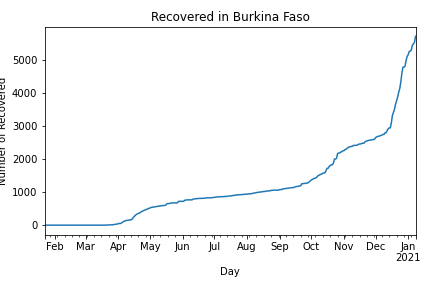 Recovered in Burkina Faso
Number of Recovered
5000
4000
3000
2000
1000
0
Feb Mar Apr May Jun Jul Aug Sep Oct Nov Dec Jan
2021
Day